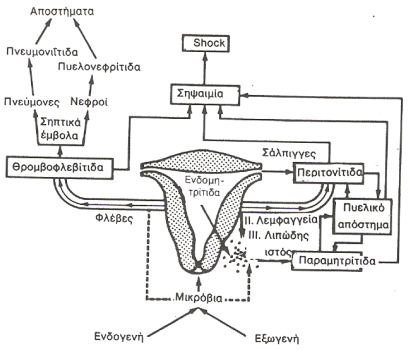 Αποστήματα
Πνευμονίτιδα
Πυελονεφρίτιδα
Πνεύμονες
Νεφροί
Σηπτικά
έμβολα
Θρομβοφλεβίτιδα
Φλέβες
Shock
Σηψαιμία
Σάλπιγγες
Περιτονίτιδα
Ενδομη-
τρίτιδα
II. Λεμφαγγεία
III. Λιπώδης
ιστός
Πυελικό
απόστημα
Παραμητρίτιδα
Μικρόβια
Ενδογενή
Εξωγενή